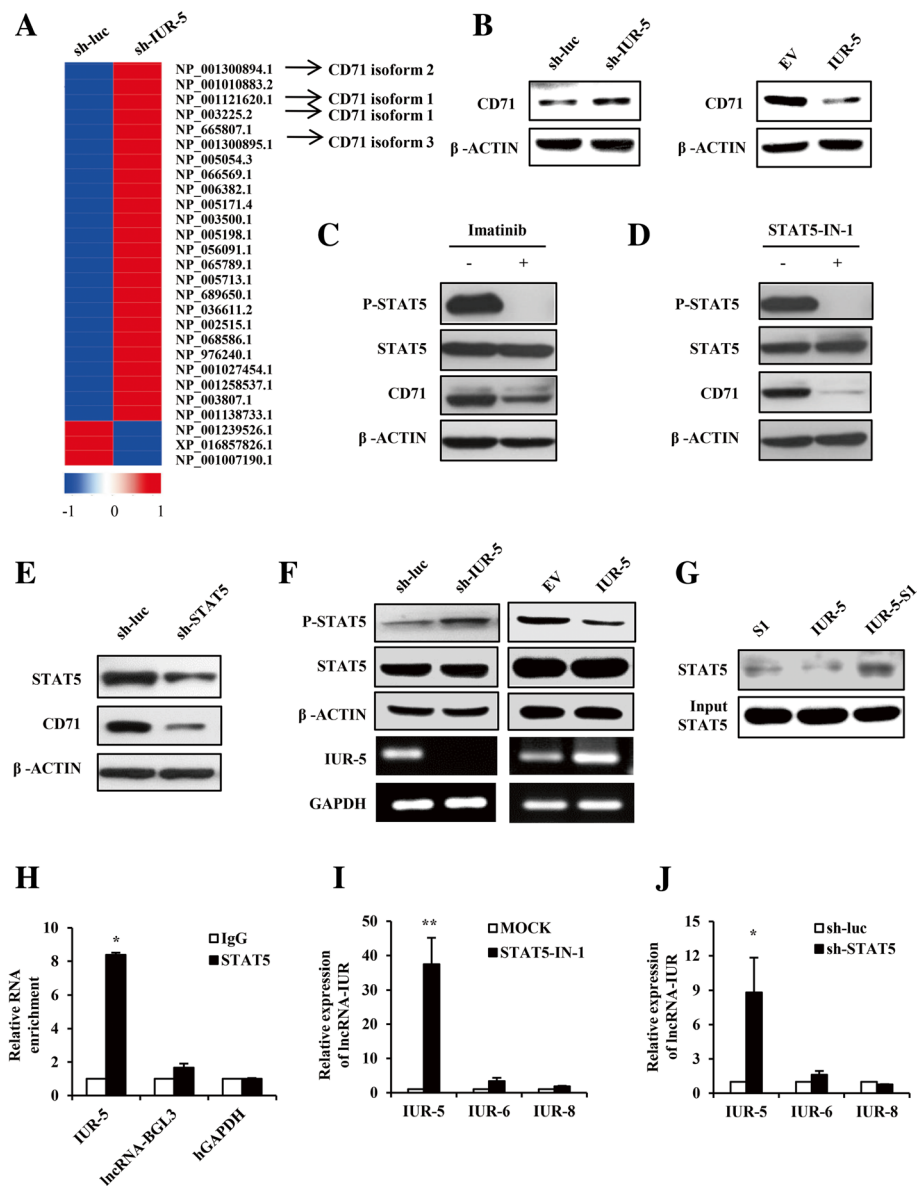 A
sh-luc
sh-IUR-5
NP_001300894.1
CD71 isoform 2
NP_001010883.2
NP_001121620.1
CD71 isoform 1
NP_003225.2
CD71 isoform 1
NP_665807.1
NP_001300895.1
CD71 isoform 3
NP_005054.3
NP_066569.1
NP_006382.1
NP_005171.4
NP_003500.1
NP_005198.1
NP_056091.1
NP_065789.1
NP_005713.1
NP_689650.1
NP_036611.2
NP_002515.1
NP_068586.1
NP_976240.1
NP_001027454.1
NP_001258537.1
NP_003807.1
NP_001138733.1
NP_001239526.1
XP_016857826.1
NP_001007190.1
-1 0 1
B
sh-luc
sh-IUR-5
CD71
β -ACTIN
EV
IUR-5
CD71
β -ACTIN
C
Imatinib
- +
P-STAT5
STAT5
CD71
β -ACTIN
D
STAT5-IN-1
- +
P-STAT5
STAT5
CD71
β -ACTIN
E
sh-luc
sh-STAT5
STAT5
CD71
β -ACTIN
F
sh-luc
sh-IUR-5
EV
IUR-5
P-STAT5
STAT5
β -ACTIN
IUR-5
GAPDH
G
S1
IUR-5
IUR-5-S1
STAT5
Input
STAT5
H
Relative RNA
enrichment
10
8
6
4
2
0
IgG
STAT5
*
IUR-5
lncRNA-BGL3
hGAPDH
I
Relative expression
of lncRNA-IUR
50
40
30
20
10
0
MOCK
STAT5-IN-1
**
IUR-5
IUR-6
IUR-8
J
Relative expression
of lncRNA-IUR
15
12
9
6
3
0
sh-luc
sh-STAT5
*
IUR-5
IUR-6
IUR-8